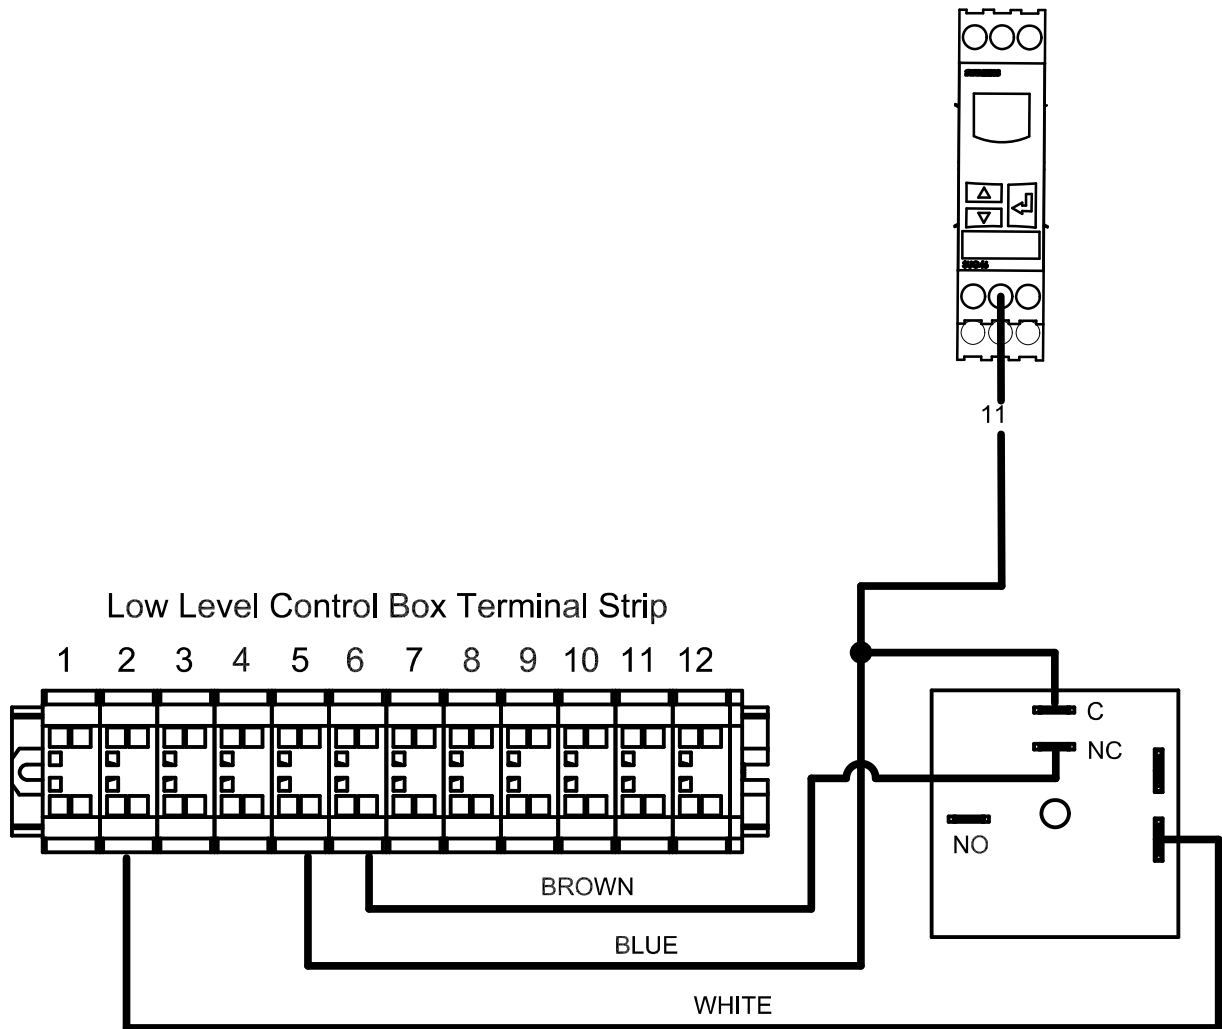 11
Low Level Control Box Terminal Strip
1 2 3 4 5 6 7 8 9 10 11 12
C
NC
NO
BROWN
BLUE
WHITE